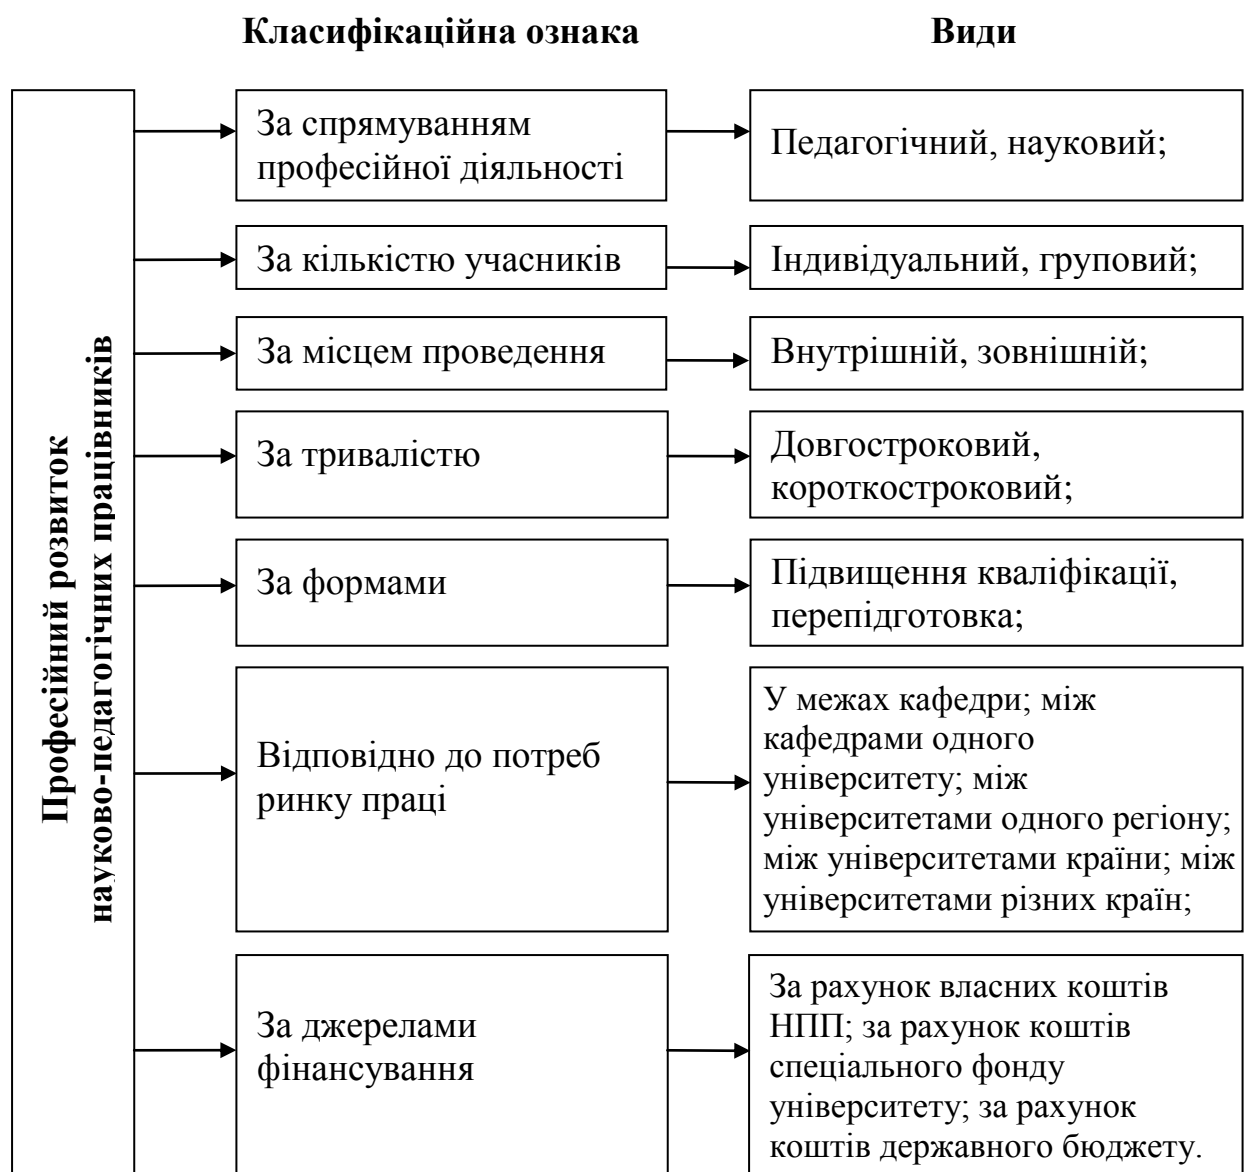 Класифікаційна ознака
Види
Професійний розвиток
науково-педагогічних працівників
За спрямуванням
професійної діяльності
Педагогічний, науковий;
За кількістю учасників
Індивідуальний, груповий;
За місцем проведення
Внутрішній, зовнішній;
За тривалістю
Довгостроковий,
короткостроковий;
За формами
Підвищення кваліфікації,
перепідготовка;
Відповідно до потреб
ринку праці
У межах кафедри; між
кафедрами одного
університету; між
університетами одного регіону;
між університетами країни; між
університетами різних країн;
За джерелами
фінансування
За рахунок власних коштів
НПП; за рахунок коштів
спеціального фонду
університету; за рахунок
коштів державного бюджету.